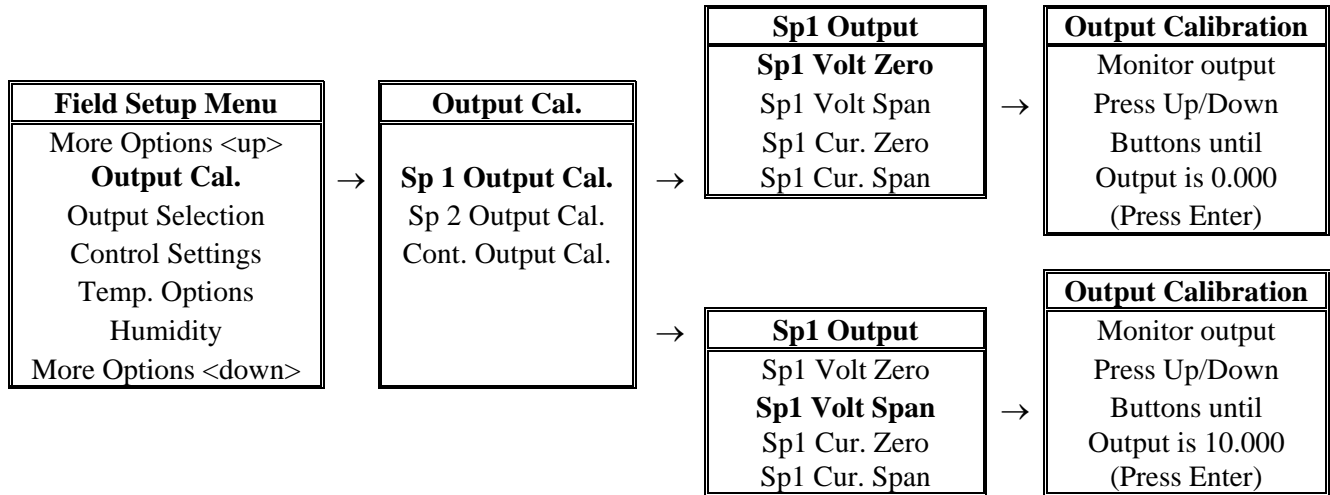 Field Setup Menu
More Options <up>
Output Cal.
Output Selection
Control Settings
Temp. Options
Humidity
More Options <down>
→
Output Cal.
Sp 1 Output Cal.
Sp 2 Output Cal.
Cont. Output Cal.
→
Sp1 Output
Sp1 Volt Zero
Sp1 Volt Span
Sp1 Cur. Zero
Sp1 Cur. Span
→
Output Calibration
Monitor output
Press Up/Down
Buttons until
Output is 0.000
(Press Enter)
→
Sp1 Output
Sp1 Volt Zero
Sp1 Volt Span
Sp1 Cur. Zero
Sp1 Cur. Span
→
Output Calibration
Monitor output
Press Up/Down
Buttons until
Output is 10.000
(Press Enter)